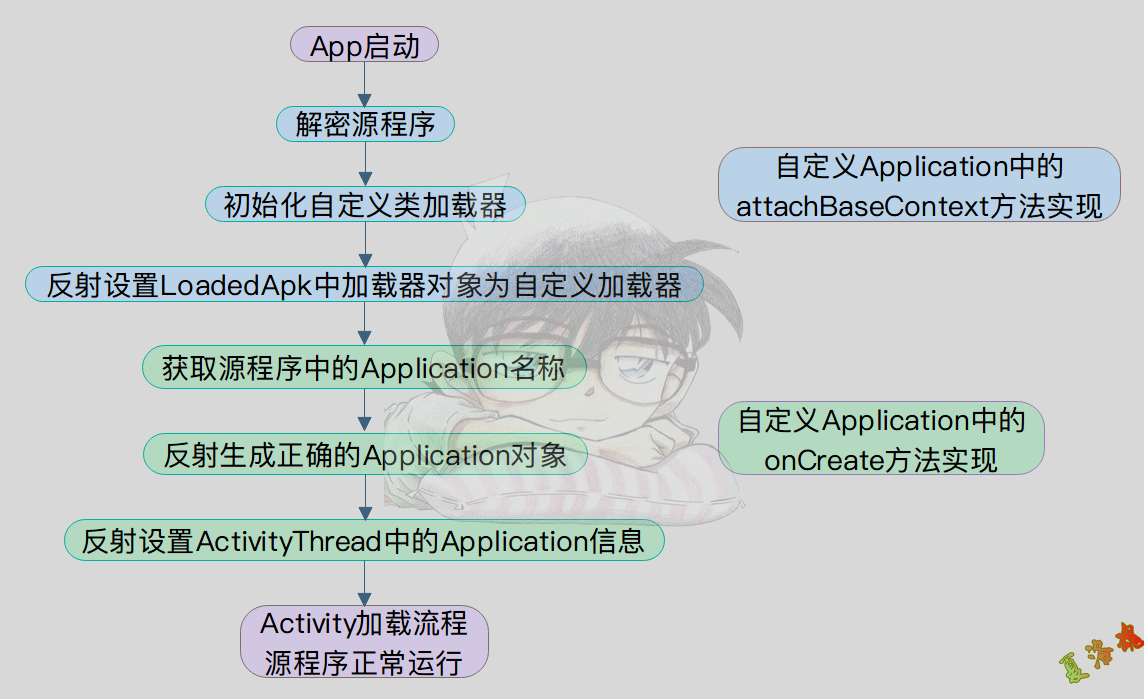 App启动
解密源程序
初始化自定义类加载器
反射设置LoadedApk中加载器对象为自定义加载器
获取源程序中的Application名称
反射生成正确的Application对象
反射设置ActivityThread中的Application信息
Activity加载流程
源程序正常运行
自定义Application中的
attachBaseContext方法实现
自定义Application中的
onCreate方法实现